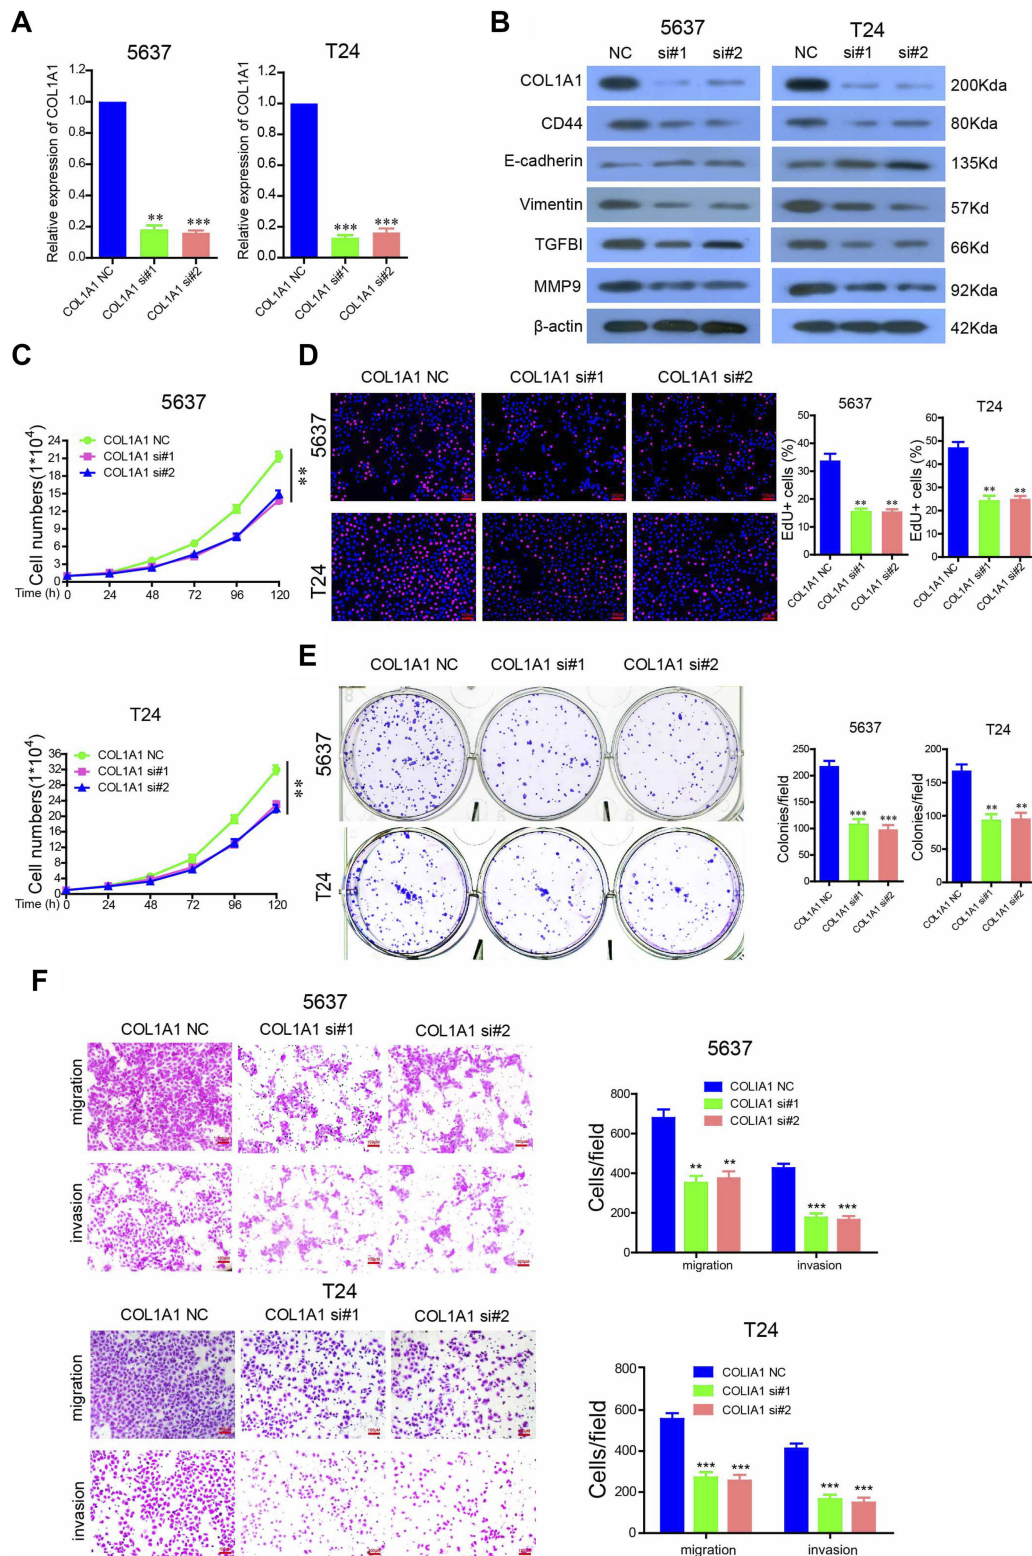 A
5637
T24
Relative expression of COL1A1
1.2
1.0
0.8
0.6
0.4
0.2
0.0
**
***
COL1A1 NC
COL1A1 si#1
COL1A1 si#2
Relative expression of COL1A1
1.2
1.0
0.8
0.6
0.4
0.2
0.0
***
***
COL1A1 NC
COL1A1 si#1
COL1A1 si#2
B
5637
T24
NC si#1 si#2
NC si#1 si#2
COL1A1
200Kda
CD44
80Kda
E-cadherin
135Kd
Vimentin
57Kd
TGFBI
66Kd
MMP9
92Kda
β-actin
42Kda
C
5637
Cell numbers(1*10⁴)
24
21
18
15
12
9
6
3
0
COL1A1 NC
COL1A1 si#1
COL1A1 si#2
**
Time (h)
0 24 48 72 96 120
T24
Cell numbers(1*10⁴)
36
32
28
24
20
16
12
8
4
0
COL1A1 NC
COL1A1 si#1
COL1A1 si#2
**
Time (h)
0 24 48 72 96 120
D
COL1A1 NC
COL1A1 si#1
COL1A1 si#2
5637
T24
5637
EdU+ cells (%)
50
40
30
20
10
0
**
**
COL1A1 NC
COL1A1 si#1
COL1A1 si#2
T24
EdU+ cells (%)
60
50
40
30
20
10
0
**
**
COL1A1 NC
COL1A1 si#1
COL1A1 si#2
E
COL1A1 NC
COL1A1 si#1
COL1A1 si#2
5637
T24
5637
Colonies/field
250
200
150
100
50
0
***
***
COL1A1 NC
COL1A1 si#1
COL1A1 si#2
T24
Colonies/field
200
150
100
50
0
**
**
COL1A1 NC
COL1A1 si#1
COL1A1 si#2
F
5637
COL1A1 NC
COL1A1 si#1
COL1A1 si#2
migration
invasion
T24
COL1A1 NC
COL1A1 si#1
COL1A1 si#2
migration
invasion
5637
Cells/field
800
600
400
200
0
COLIA1 NC
COLIA1 si#1
COLIA1 si#2
**
**
***
***
migration
invasion
T24
Cells/field
800
600
400
200
0
COLIA1 NC
COLIA1 si#1
COLIA1 si#2
***
***
***
***
migration
invasion